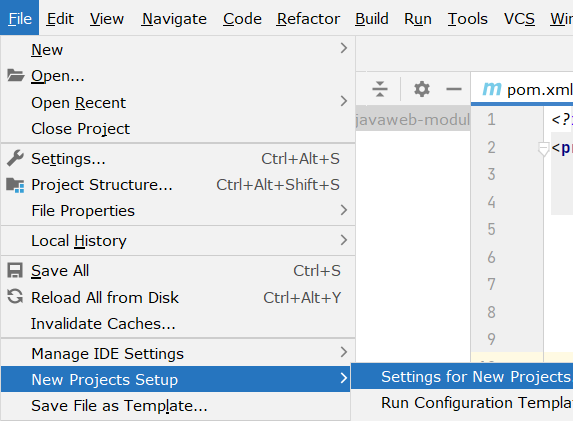 File Edit View Navigate Code Refactor Build Run Tools VCS
New
Open...
Open Recent
Close Project
Settings... Ctrl+Alt+S
Project Structure... Ctrl+Alt+Shift+S
File Properties
Local History
Save All Ctrl+S
Reload All from Disk Ctrl+Alt+Y
Invalidate Caches...
Manage IDE Settings
New Projects Setup
Save File as Template...
Settings for New Projects
Run Configuration Templa
m pom.xml
javaweb-modul
1 <?
2 <p
3
4
5
6
7
8
9